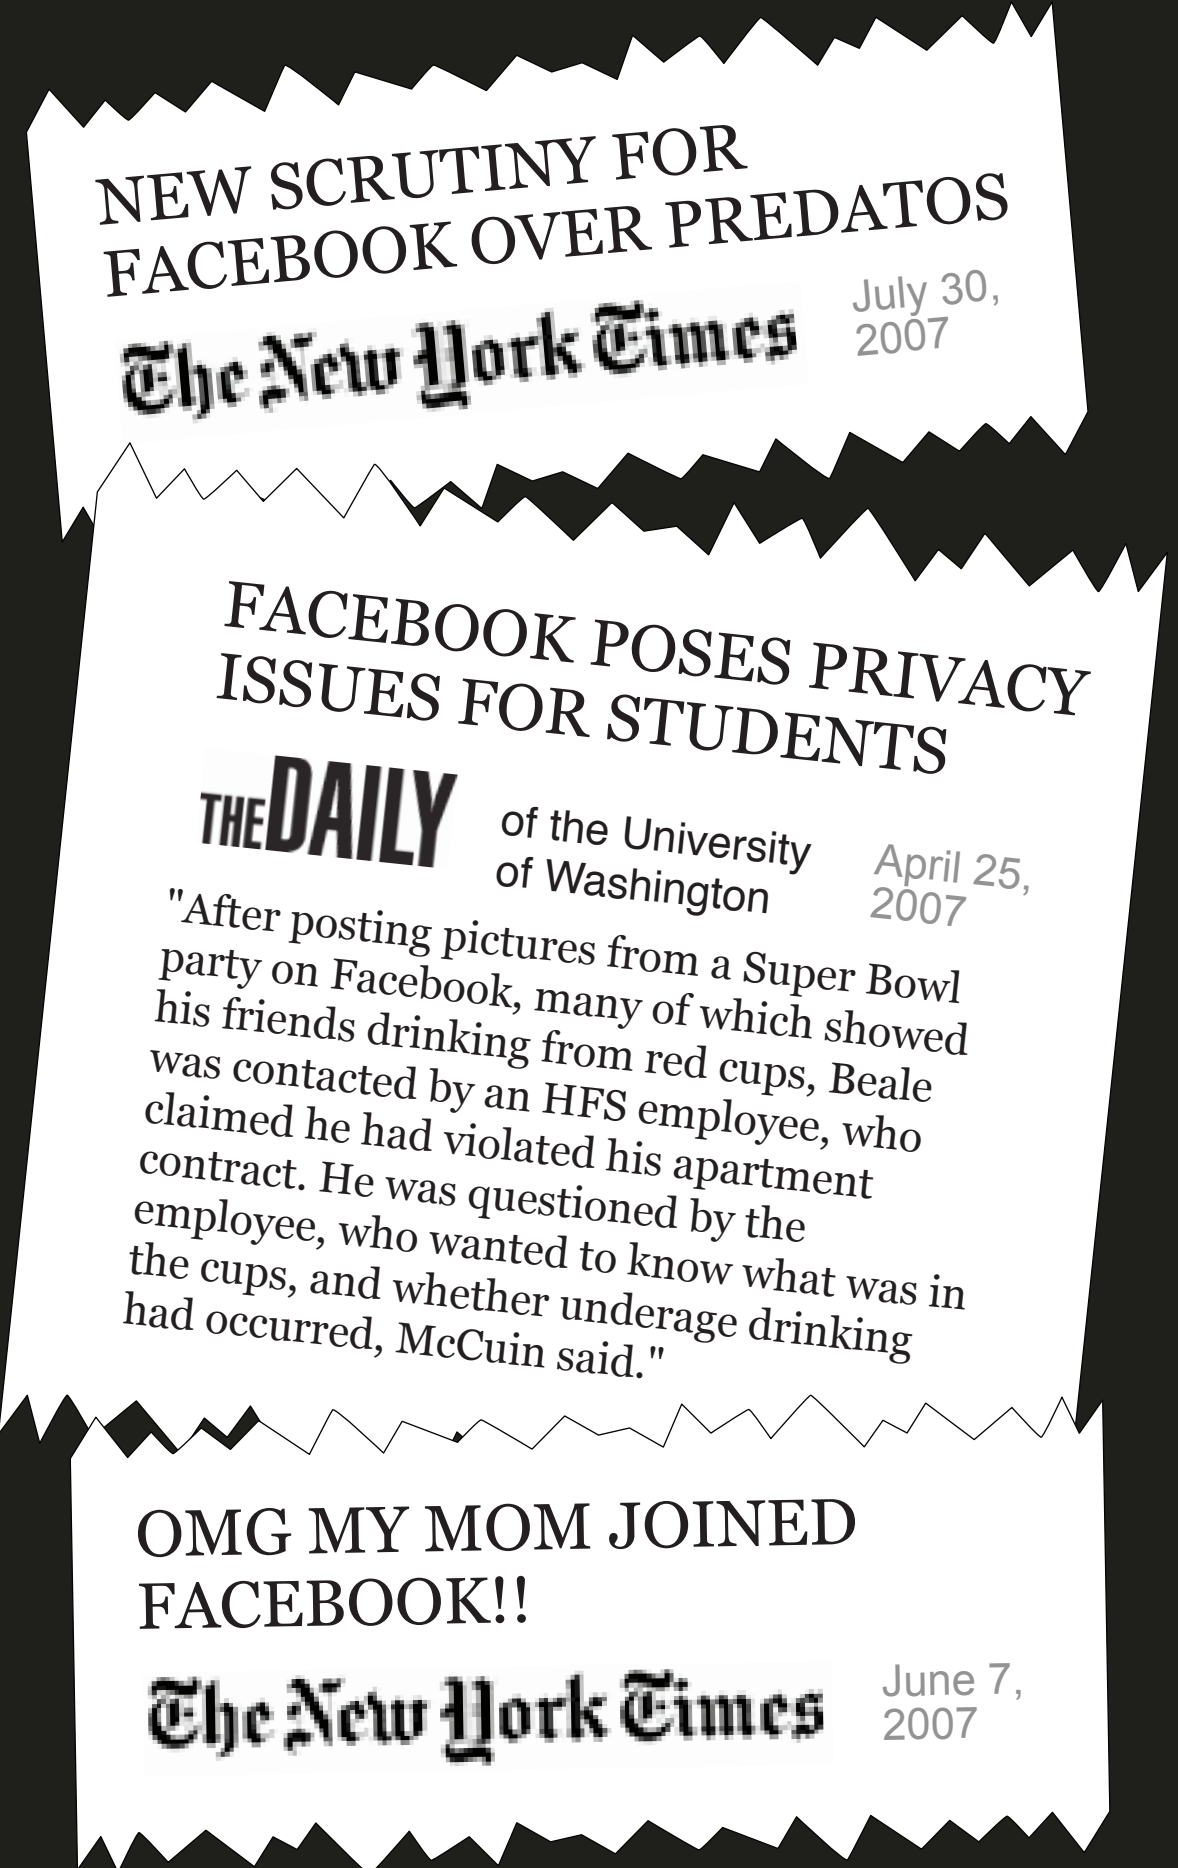 NEW SCRUTINY FOR
FACEBOOK OVER PREDATOS
The New York Times
July 30,
2007
FACEBOOK POSES PRIVACY
ISSUES FOR STUDENTS
THE DAILY
of the University
of Washington
April 25,
2007
"After posting pictures from a Super Bowl
party on Facebook, many of which showed
his friends drinking from red cups, Beale
was contacted by an HFS employee, who
claimed he had violated his apartment
contract. He was questioned by the
employee, who wanted to know what was in
the cups, and whether underage drinking
had occurred, McCuin said."
OMG MY MOM JOINED
FACEBOOK!!
The New York Times
June 7,
2007